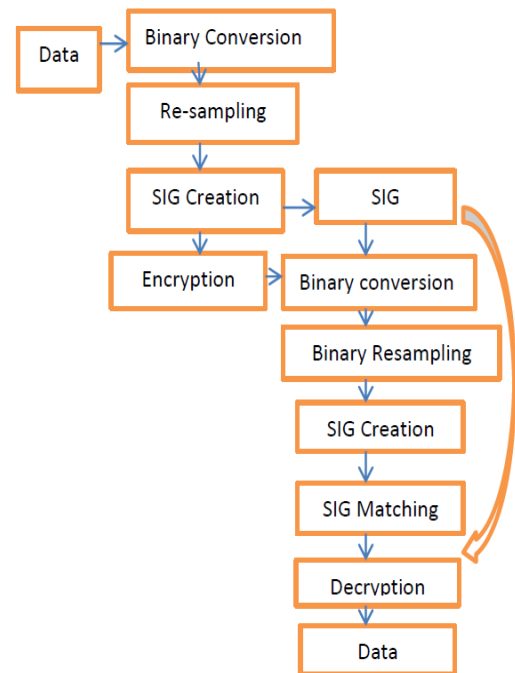 Data
Binary Conversion
Re-sampling
SIG Creation
SIG
Encryption
Binary conversion
Binary Resampling
SIG Creation
SIG Matching
Decryption
Data